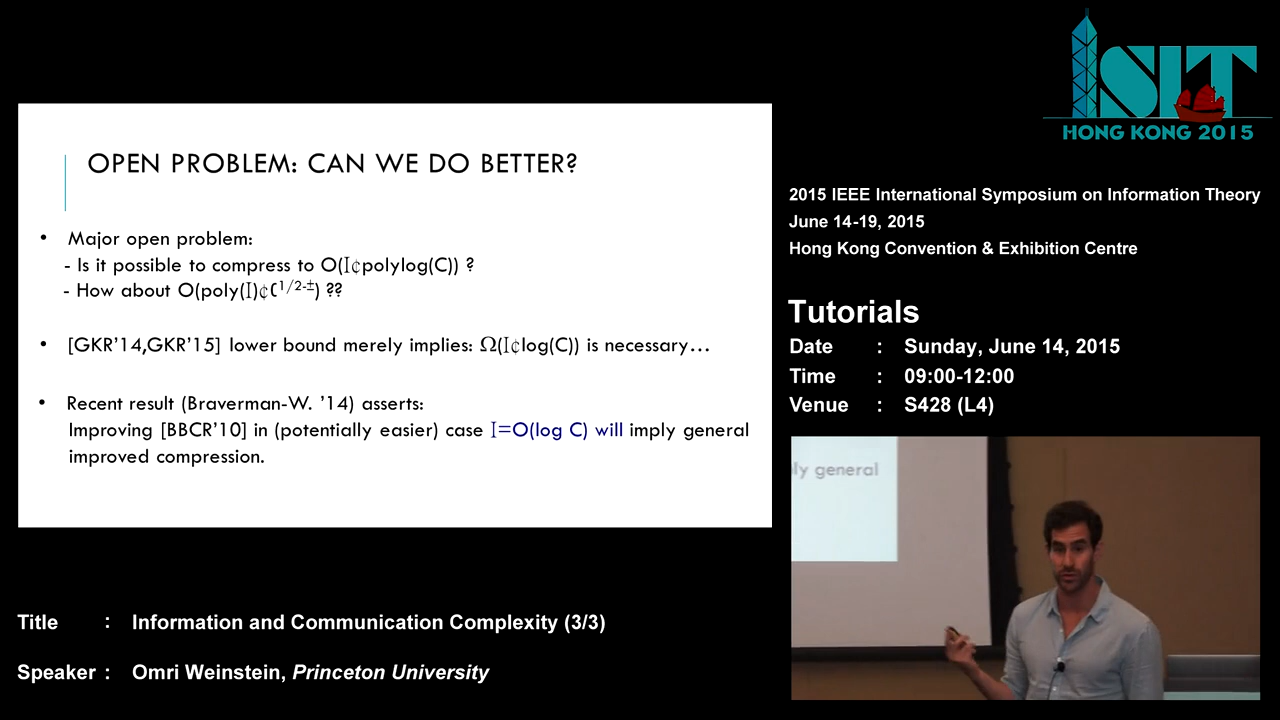 ISIT
HONG KONG 2015
OPEN PROBLEM: CAN WE DO BETTER?
• Major open problem:
- Is it possible to compress to O(I¢polylog(C)) ?
- How about O(poly(I)¢C^1/2-±) ??
• [GKR'14,GKR'15] lower bound merely implies: Ω(I¢log(C)) is necessary…
• Recent result (Braverman-W. '14) asserts:
Improving [BBCR'10] in (potentially easier) case I=O(log C) will imply general
improved compression.
2015 IEEE International Symposium on Information Theory
June 14-19, 2015
Hong Kong Convention & Exhibition Centre
Tutorials
Date : Sunday, June 14, 2015
Time : 09:00-12:00
Venue : S428 (L4)
ly general
Title : Information and Communication Complexity (3/3)
Speaker : Omri Weinstein, Princeton University